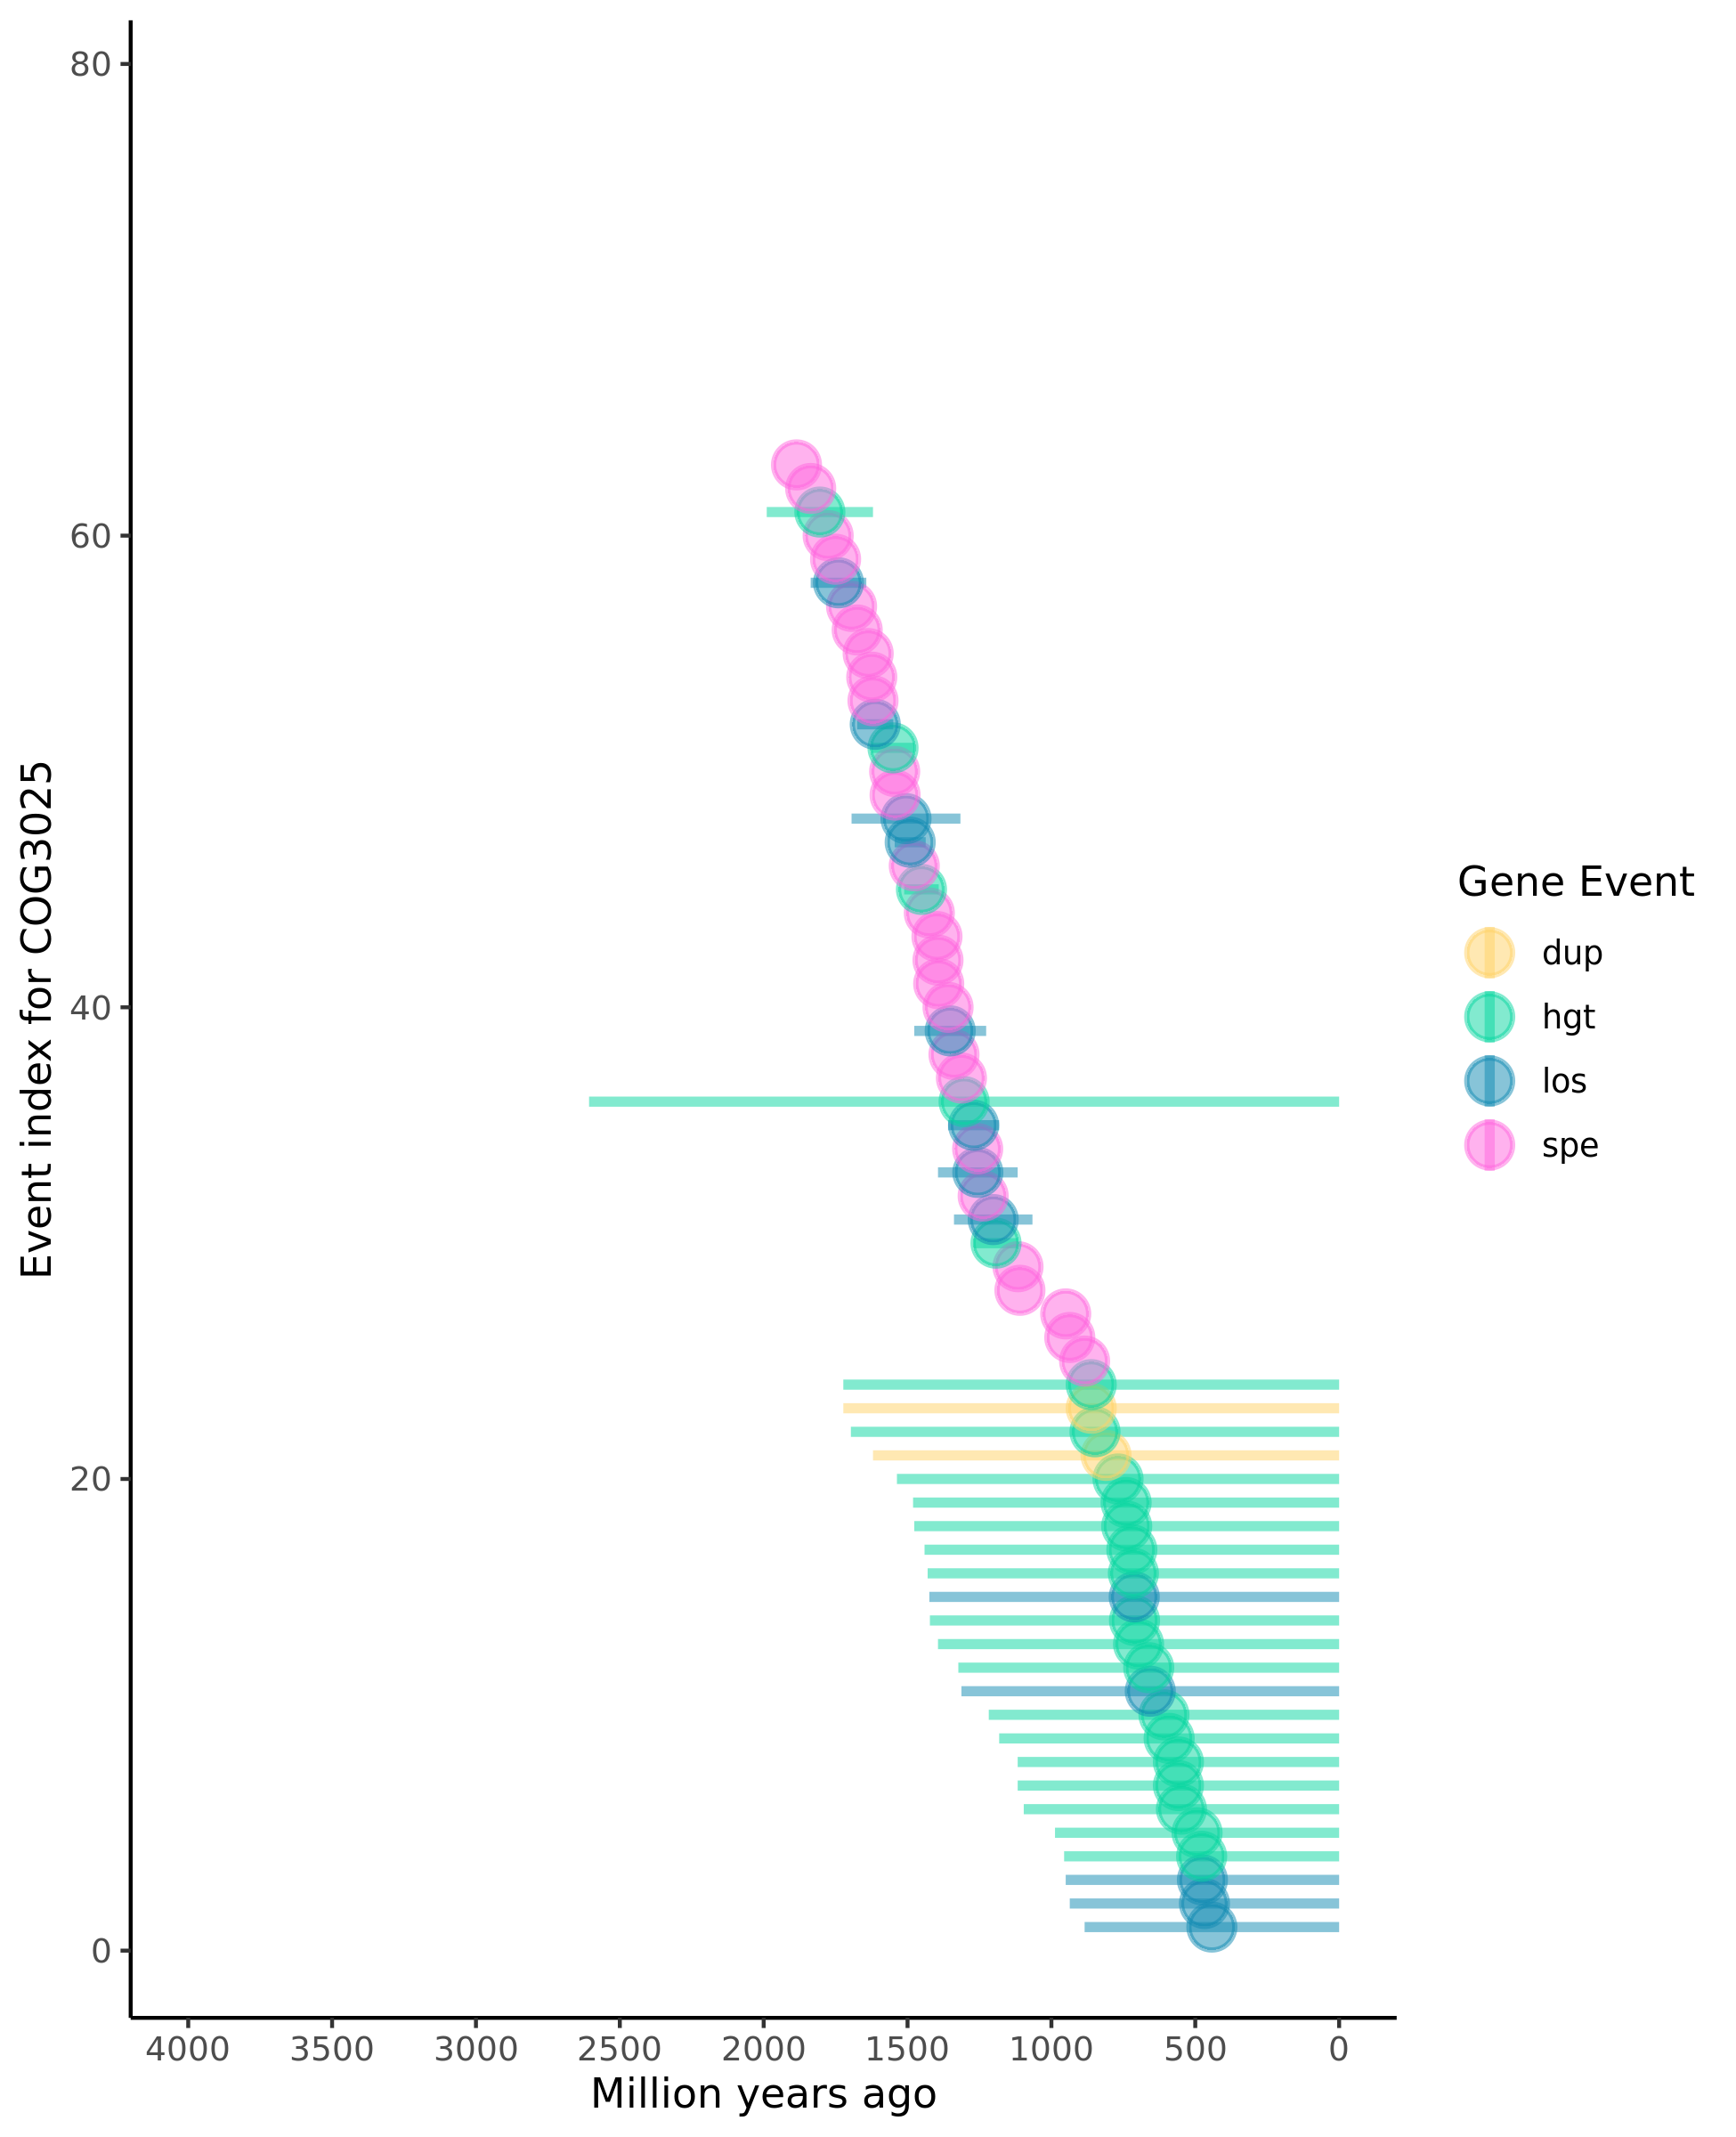 80
60
40
20
0
Event index for COG3025
4000 3500 3000 2500 2000 1500 1000 500 0
Million years ago
Gene Event
dup
hgt
los
spe